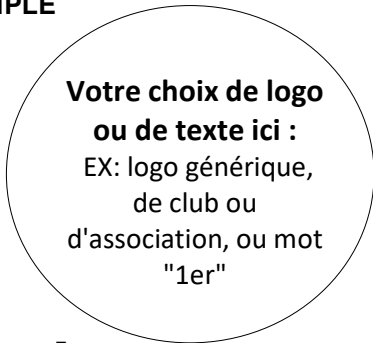 Votre choix de logo
ou de texte ici :
EX: logo générique,
de club ou
d'association, ou mot
"1er"